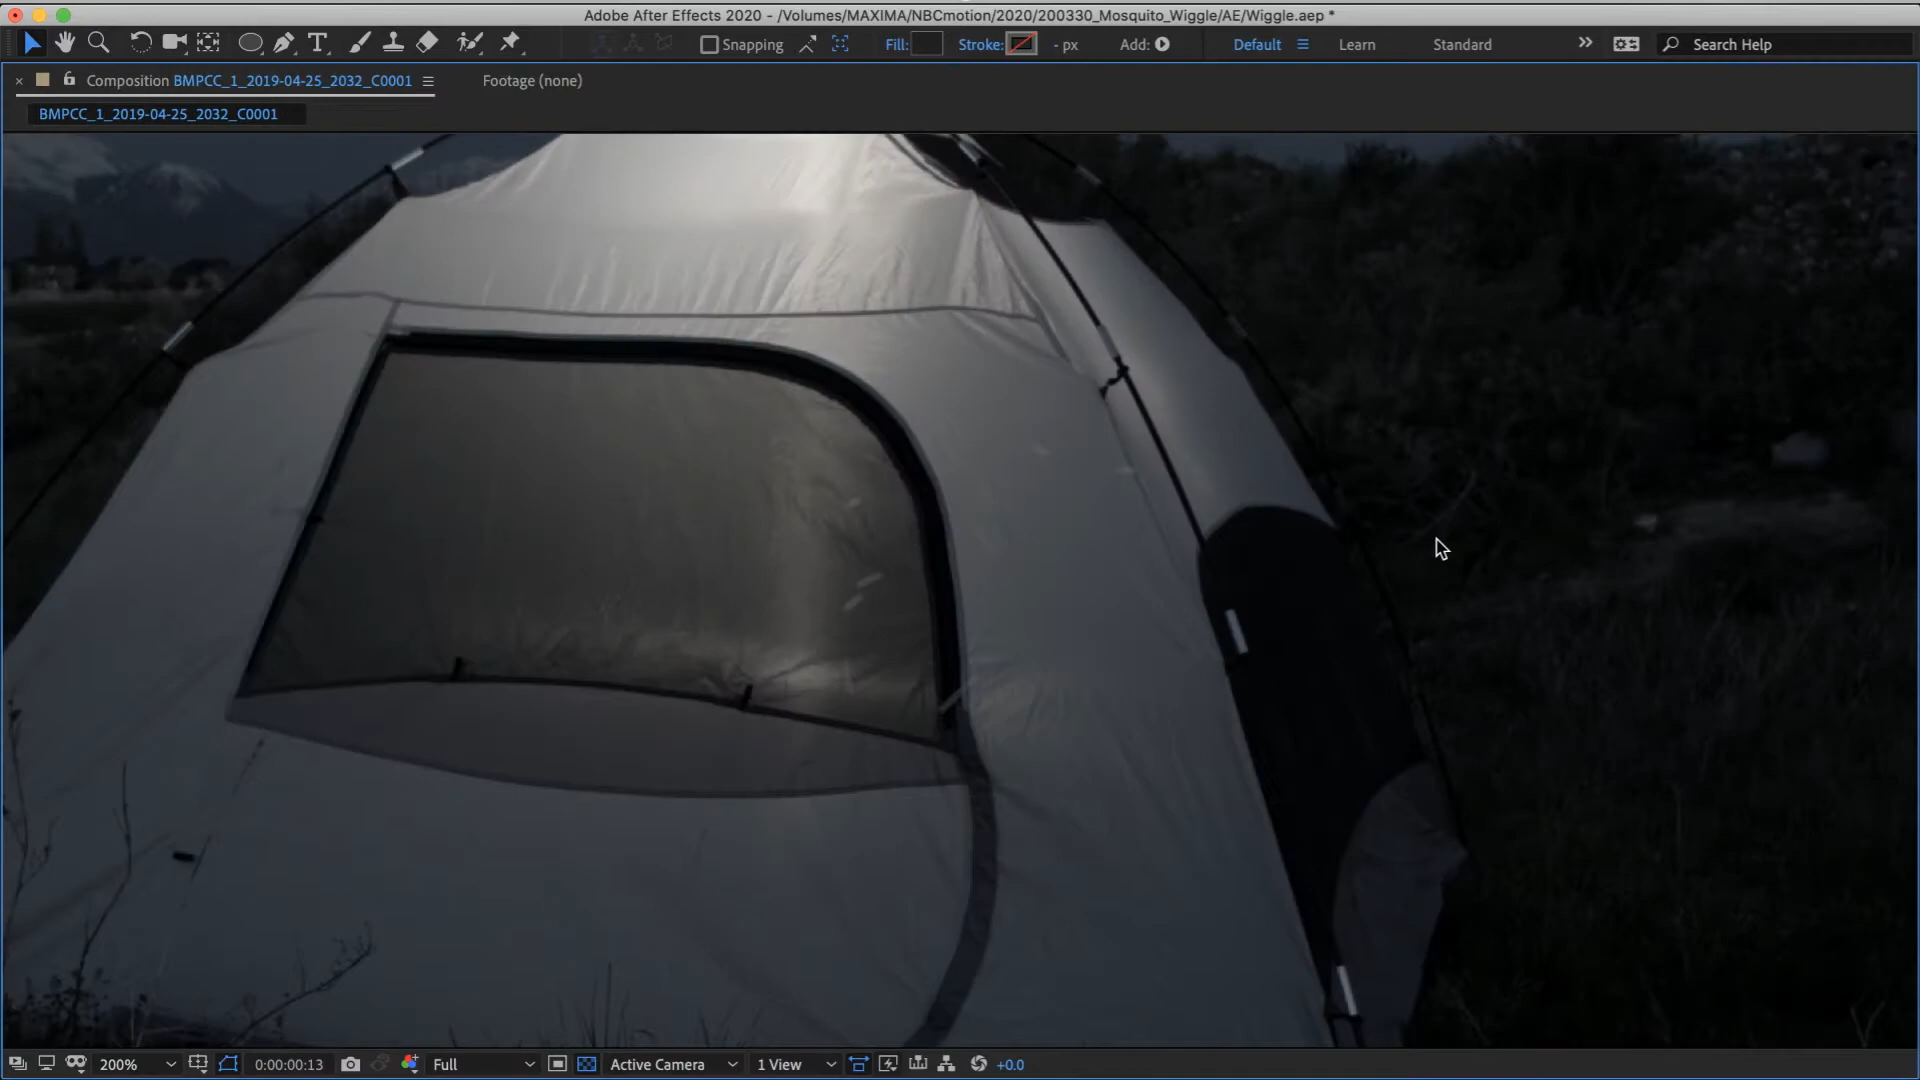 Adobe After Effects 2020 - /Volumes/MAXIMA/NBCmotion/2020/200330_Mosquito_Wiggle/AE/Wiggle.aep *
Snapping Fill: Stroke: - px Add: Default Learn Standard Search Help
Composition BMPCC_1_2019-04-25_2032_C0001 Footage (none)
BMPCC_1_2019-04-25_2032_C0001
200% 0:00:00:13 Full Active Camera 1 View +0.0